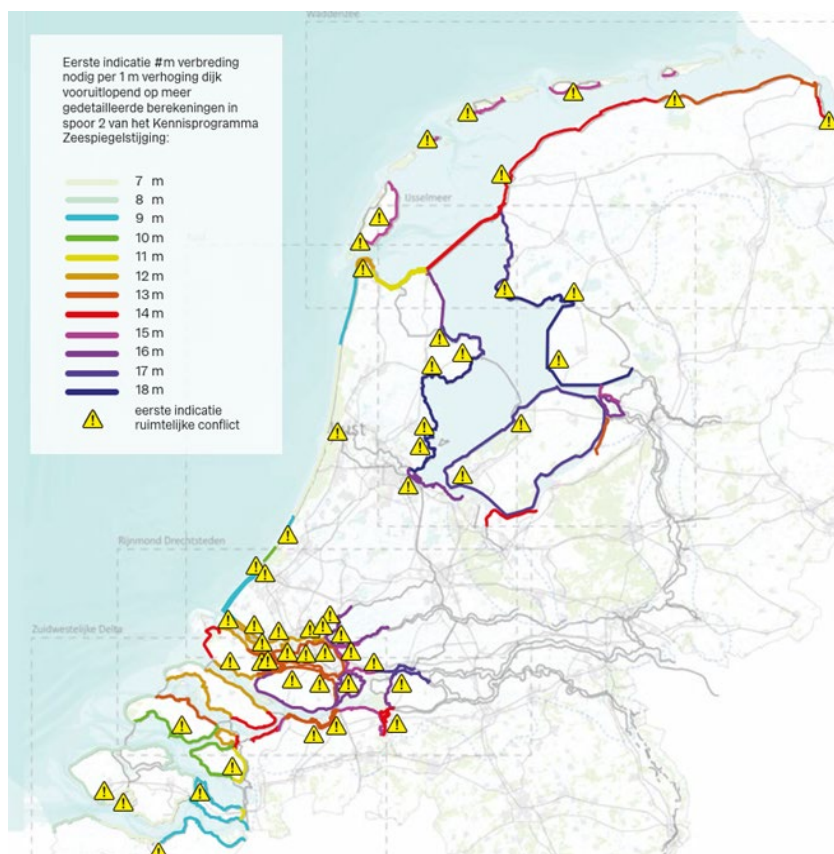 Waddenzee
Eerste indicatie #m verbreding
nodig per 1 m verhoging dijk
vooruitlopend op meer
gedetailleerde berekeningen in
spoor 2 van het Kennisprogramma
Zeespiegelstijging:
7 m
8 m
9 m
10 m
11 m
12 m
13 m
14 m
15 m
16 m
17 m
18 m
eerste indicatie
ruimtelijke conflict
IJsselmeer
Rijnmond Drechtsteden
Zuidwestelijke Delta